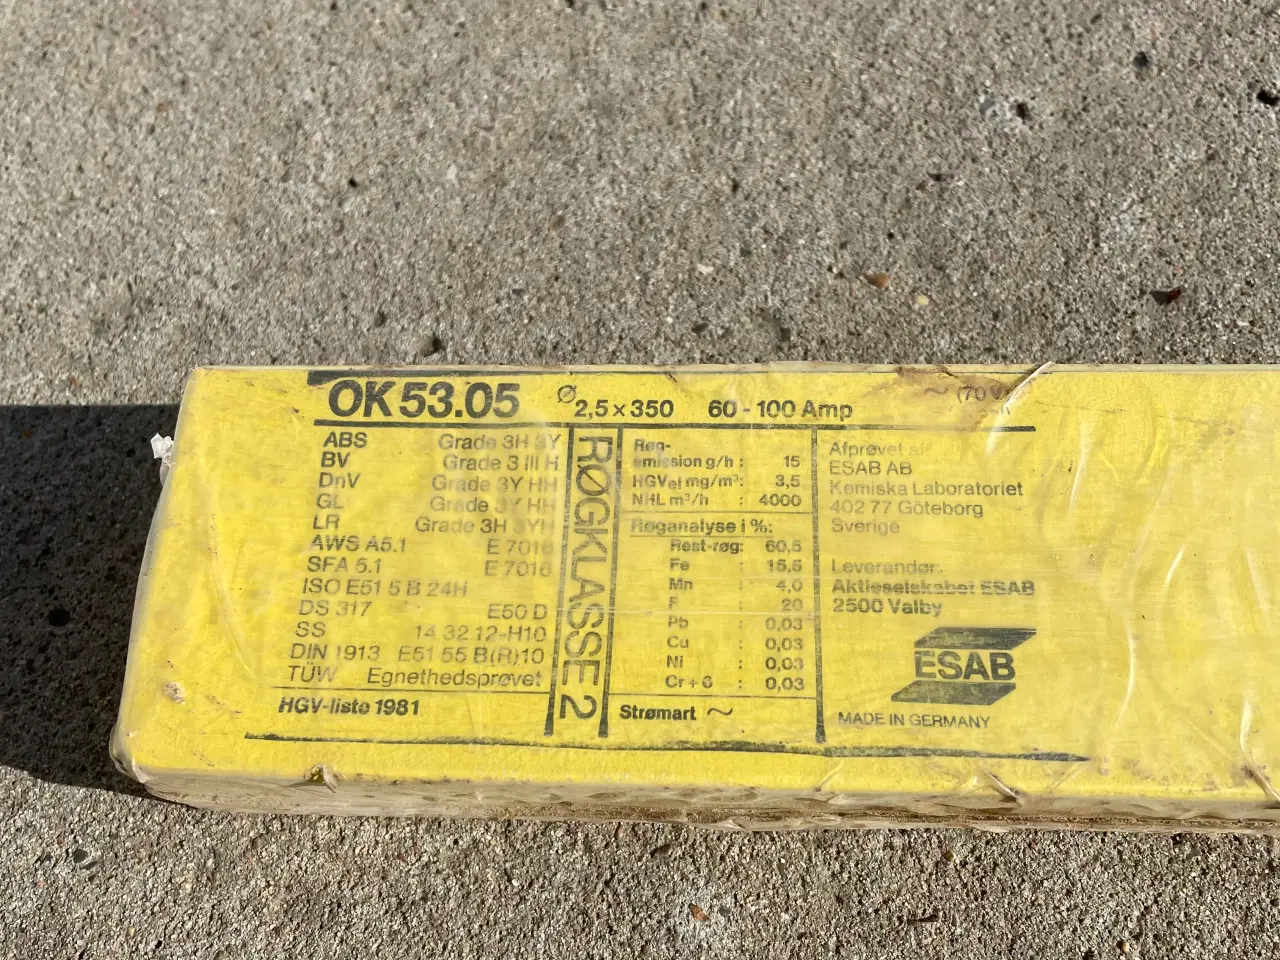 OK 53.05 Ø 2,5 x 350 60 - 100 Amp ~ (70 V)
ABS Grade 3H 3Y
BV Grade 3 III H
DnV Grade 3Y HH
GL Grade 3Y HH
LR Grade 3H 3YH
AWS A5.1 E 7016
SFA 5.1 E 7016
ISO E51 5 B 24H
DS 317 E50 D
SS 14 32 12-H10
DIN 1913 E51 55 B(R)10
TÜW Egnethedsprøvet
HGV-liste 1981
RØGKLASSE 2
Røg-
emission g/h : 15
HGVel mg/m³: 3,5
NHL m³/h : 4000
Røganalyse i %:
Rest-røg: 60,5
Fe : 15,5
Mn : 4,0
F : 20
Pb : 0,03
Cu : 0,03
Ni : 0,03
Cr+6 : 0,03
Strømart ~
Afprøvet af:
ESAB AB
Kemiska Laboratoriet
402 77 Göteborg
Sverige
Leverandør:
Aktieselskabet ESAB
2500 Valby
ESAB
MADE IN GERMANY